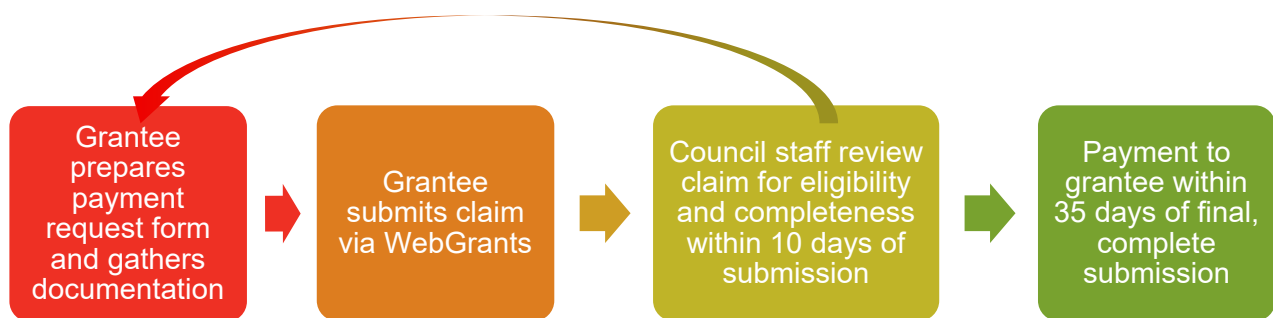 Grantee
prepares
payment
request form
and gathers
documentation
Grantee
submits claim
via WebGrants
Council staff review
claim for eligibility
and completeness
within 10 days of
submission
Payment to
grantee within
35 days of final,
complete
submission